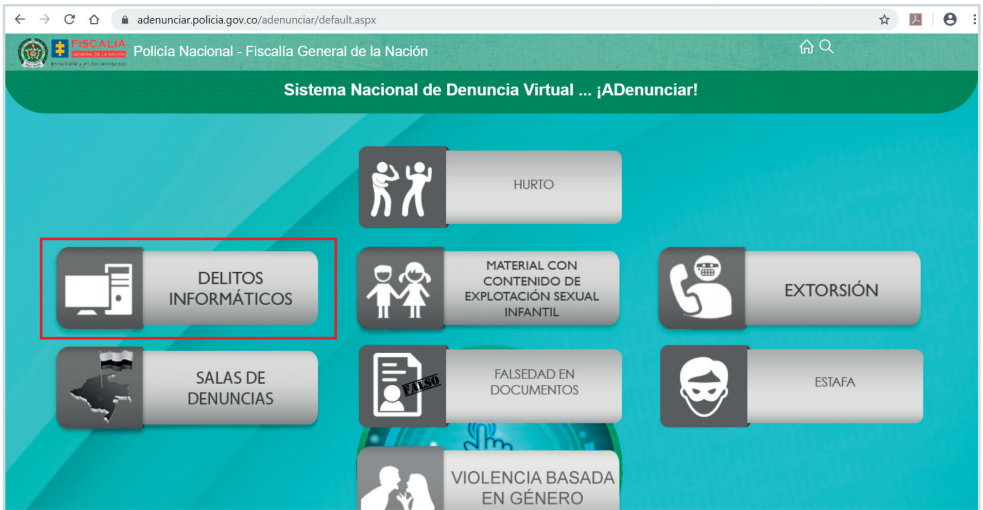 adenunciar.policia.gov.co/adenunciar/default.aspx
FISCALÍA
GENERAL DE LA NACIÓN
Policía Nacional - Fiscalía General de la Nación
Sistema Nacional de Denuncia Virtual ... ¡ADenunciar!
HURTO
DELITOS
INFORMÁTICOS
MATERIAL CON
CONTENIDO DE
EXPLOTACIÓN SEXUAL
INFANTIL
EXTORSIÓN
SALAS DE
DENUNCIAS
FALSO
FALSEDAD EN
DOCUMENTOS
ESTAFA
VIOLENCIA BASADA
EN GÉNERO